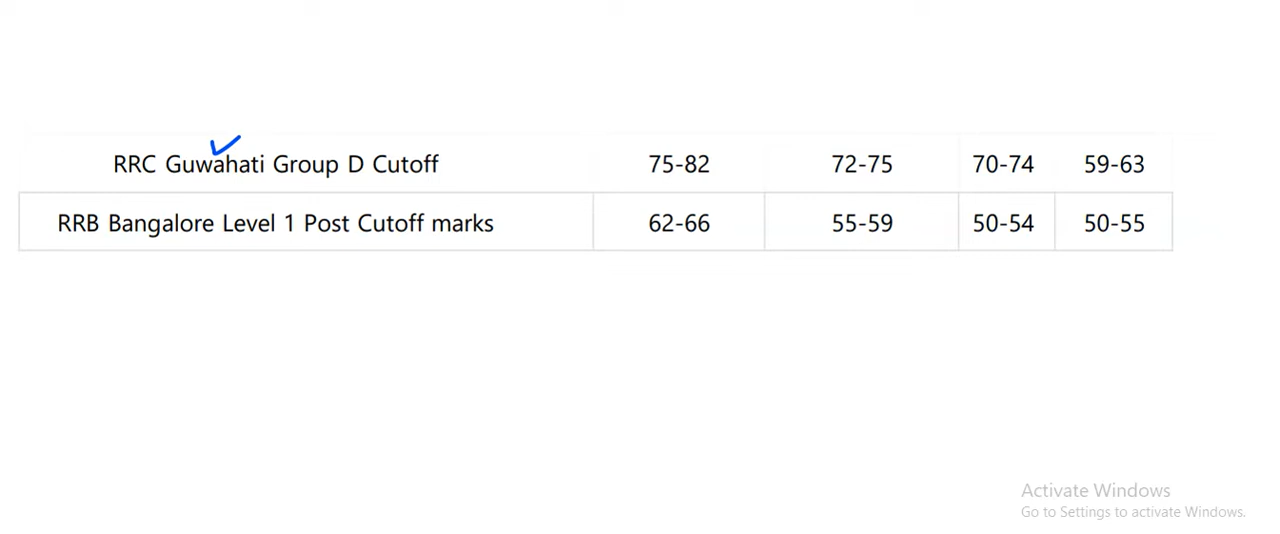 RRC Guwahati Group D Cutoff 75-82 72-75 70-74 59-63
RRB Bangalore Level 1 Post Cutoff marks 62-66 55-59 50-54 50-55
Activate Windows
Go to Settings to activate Windows.